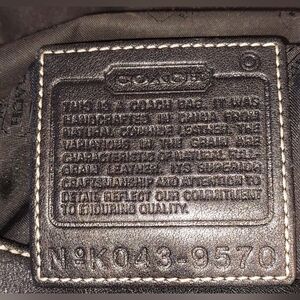 COACH
THIS IS A COACH BAG. IT WAS
HANDCRAFTED IN CHINA FROM
NATURAL COWHIDE LEATHER. THE
VARIATIONS IN THE GRAIN ARE
CHARACTERISTIC OF NATURAL FULL
GRAIN LEATHER. ITS SUPERIOR
CRAFTSMANSHIP AND ATTENTION TO
DETAIL REFLECT OUR COMMITMENT
TO ENDURING QUALITY.
NºK043-9570